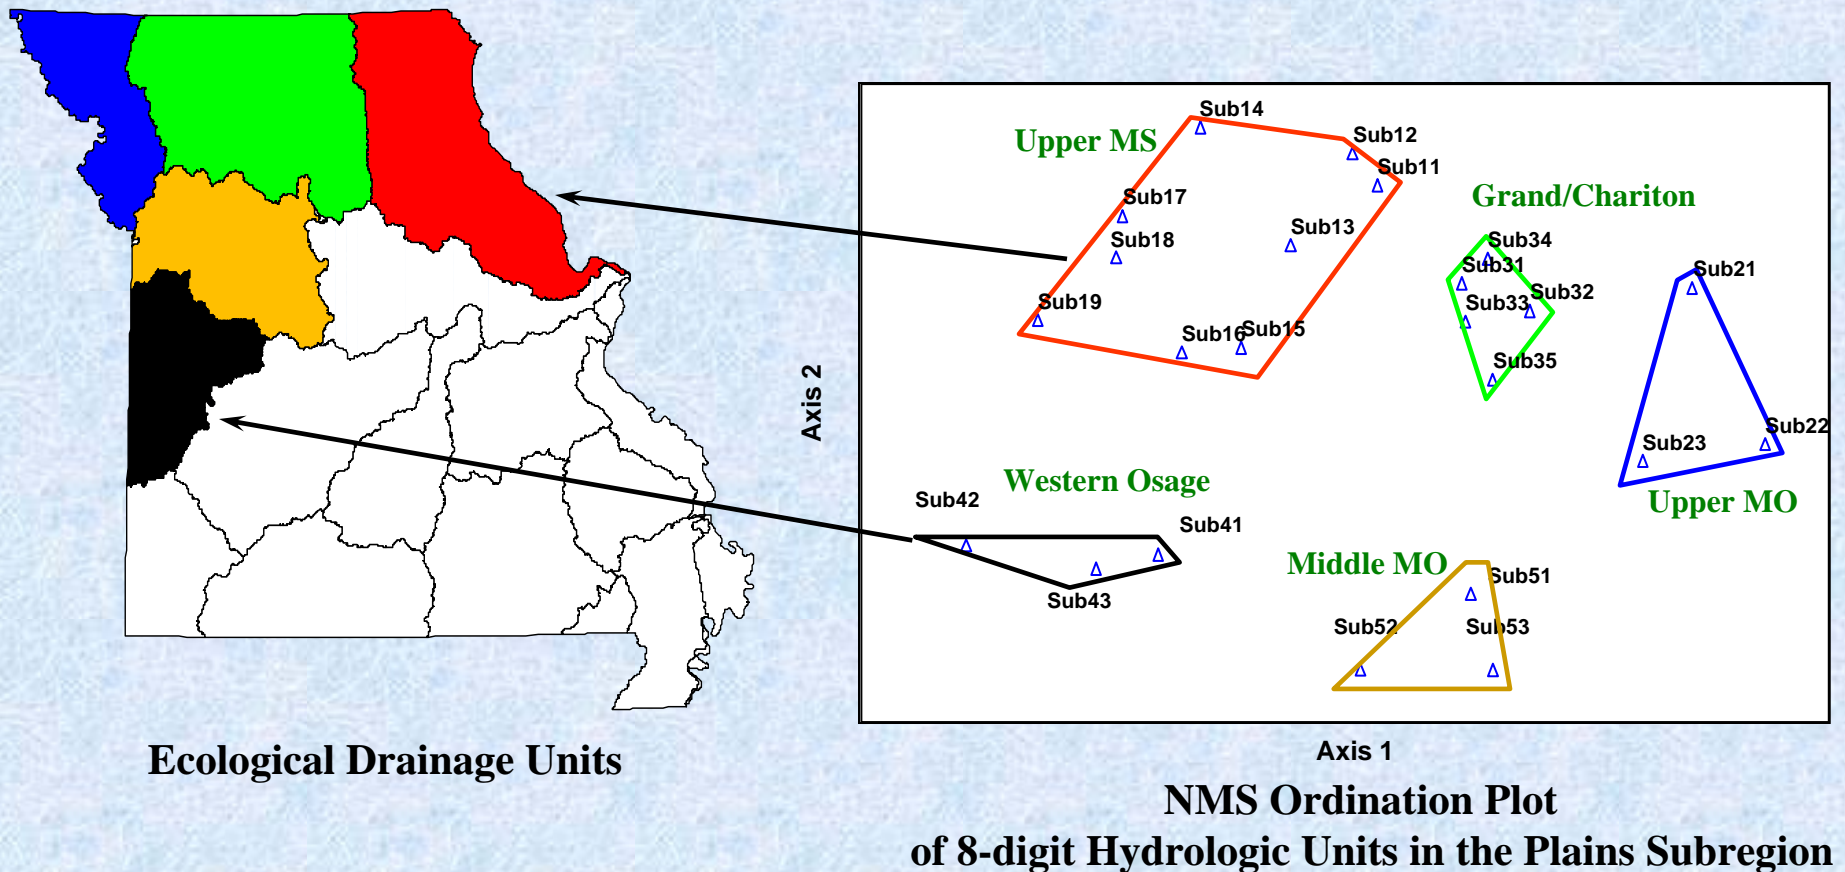 Sub14
Upper MS
Sub12
Sub11
Sub17
Grand/Chariton
Sub13
Sub18
Sub34
Sub31
Sub21
Sub19
Sub33
Sub32
Sub16
Sub15
Sub35
Axis 2
Sub22
Sub23
Western Osage
Sub42
Upper MO
Sub41
Middle MO
Sub51
Sub43
Sub52
Sub53
Axis 1
Ecological Drainage Units
NMS Ordination Plot
of 8-digit Hydrologic Units in the Plains Subregion